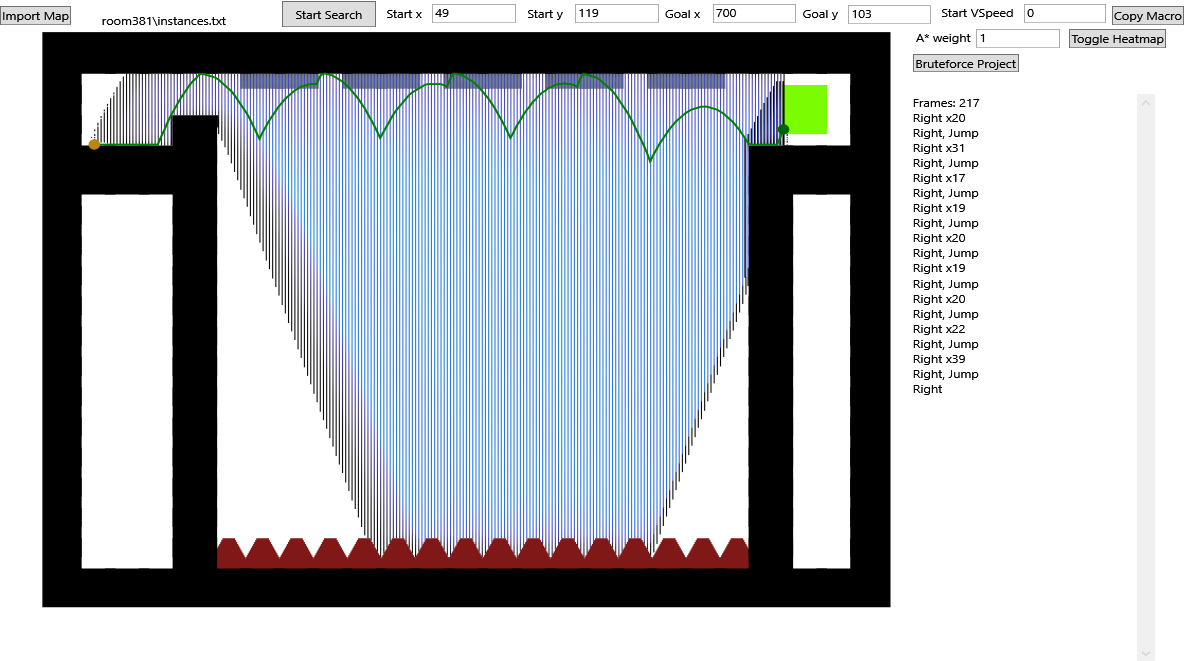 Import Map
room381\instances.txt
Start Search
Start x 49
Start y 119
Goal x 700
Goal y 103
Start VSpeed 0
Copy Macro
A* weight 1
Toggle Heatmap
Bruteforce Project
Frames: 217
Right x20
Right, Jump
Right x31
Right, Jump
Right x17
Right, Jump
Right x19
Right, Jump
Right x20
Right, Jump
Right x19
Right, Jump
Right x20
Right, Jump
Right x22
Right, Jump
Right x39
Right, Jump
Right